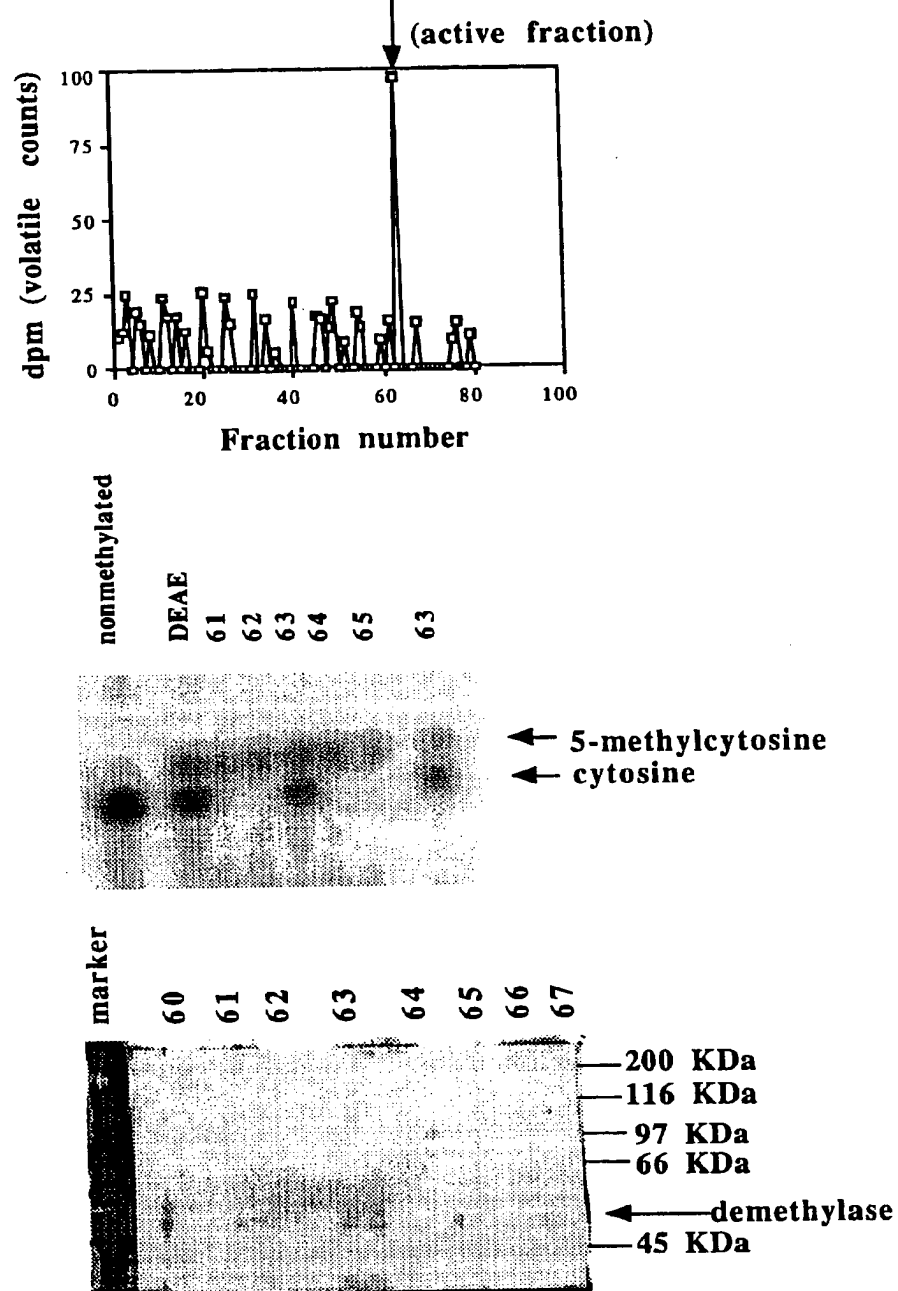 (active fraction)
dpm (volatile counts)
100
75
50
25
0
0 20 40 60 80 100
Fraction number
nonmethylated DEAE 61 62 63 64 65 63
5-methylcytosine
cytosine
marker 60 61 62 63 64 65 66 67
200 KDa
116 KDa
97 KDa
66 KDa
demethylase
45 KDa